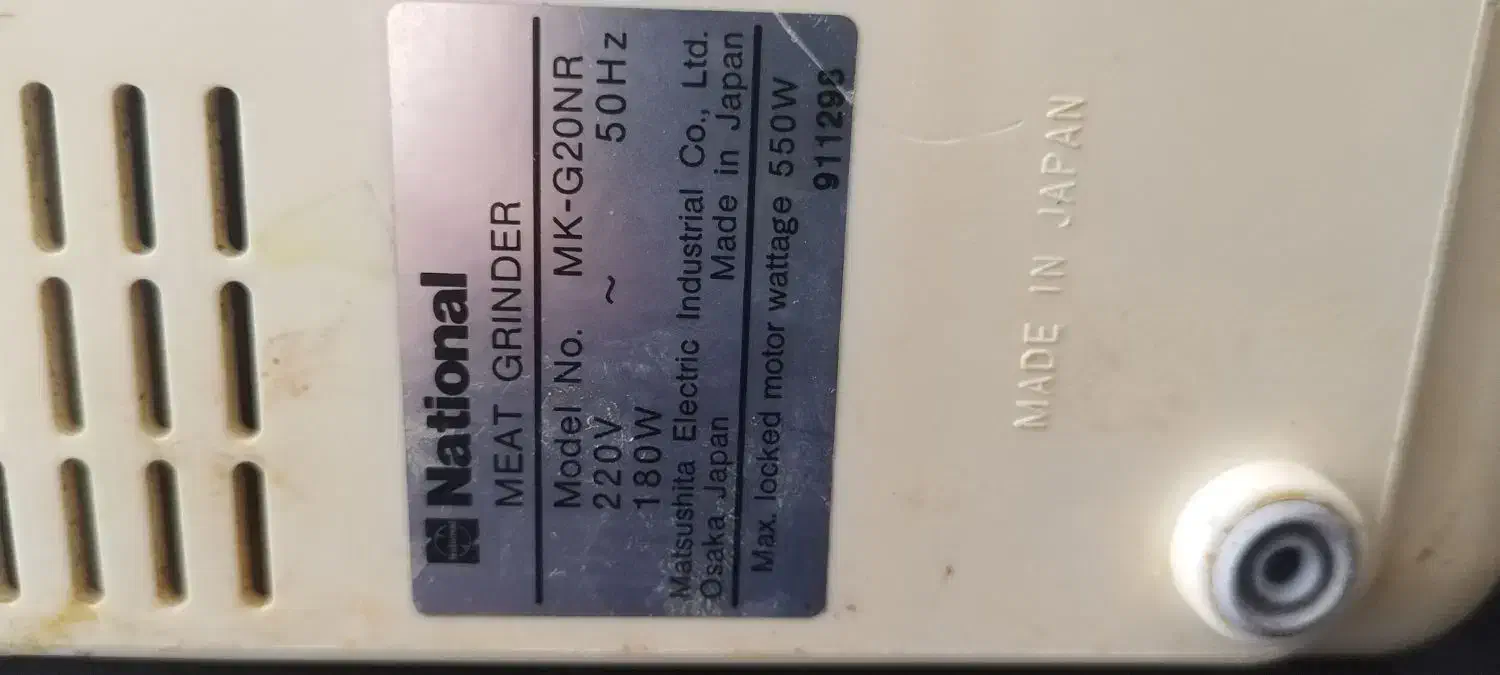 National
MEAT GRINDER
Model No. MK-G20NR
220V ~ 50Hz
180W
Matsushita Electric Industrial Co., Ltd.
Osaka Japan Made in Japan
Max. locked motor wattage 550W
911129S
MADE IN JAPAN